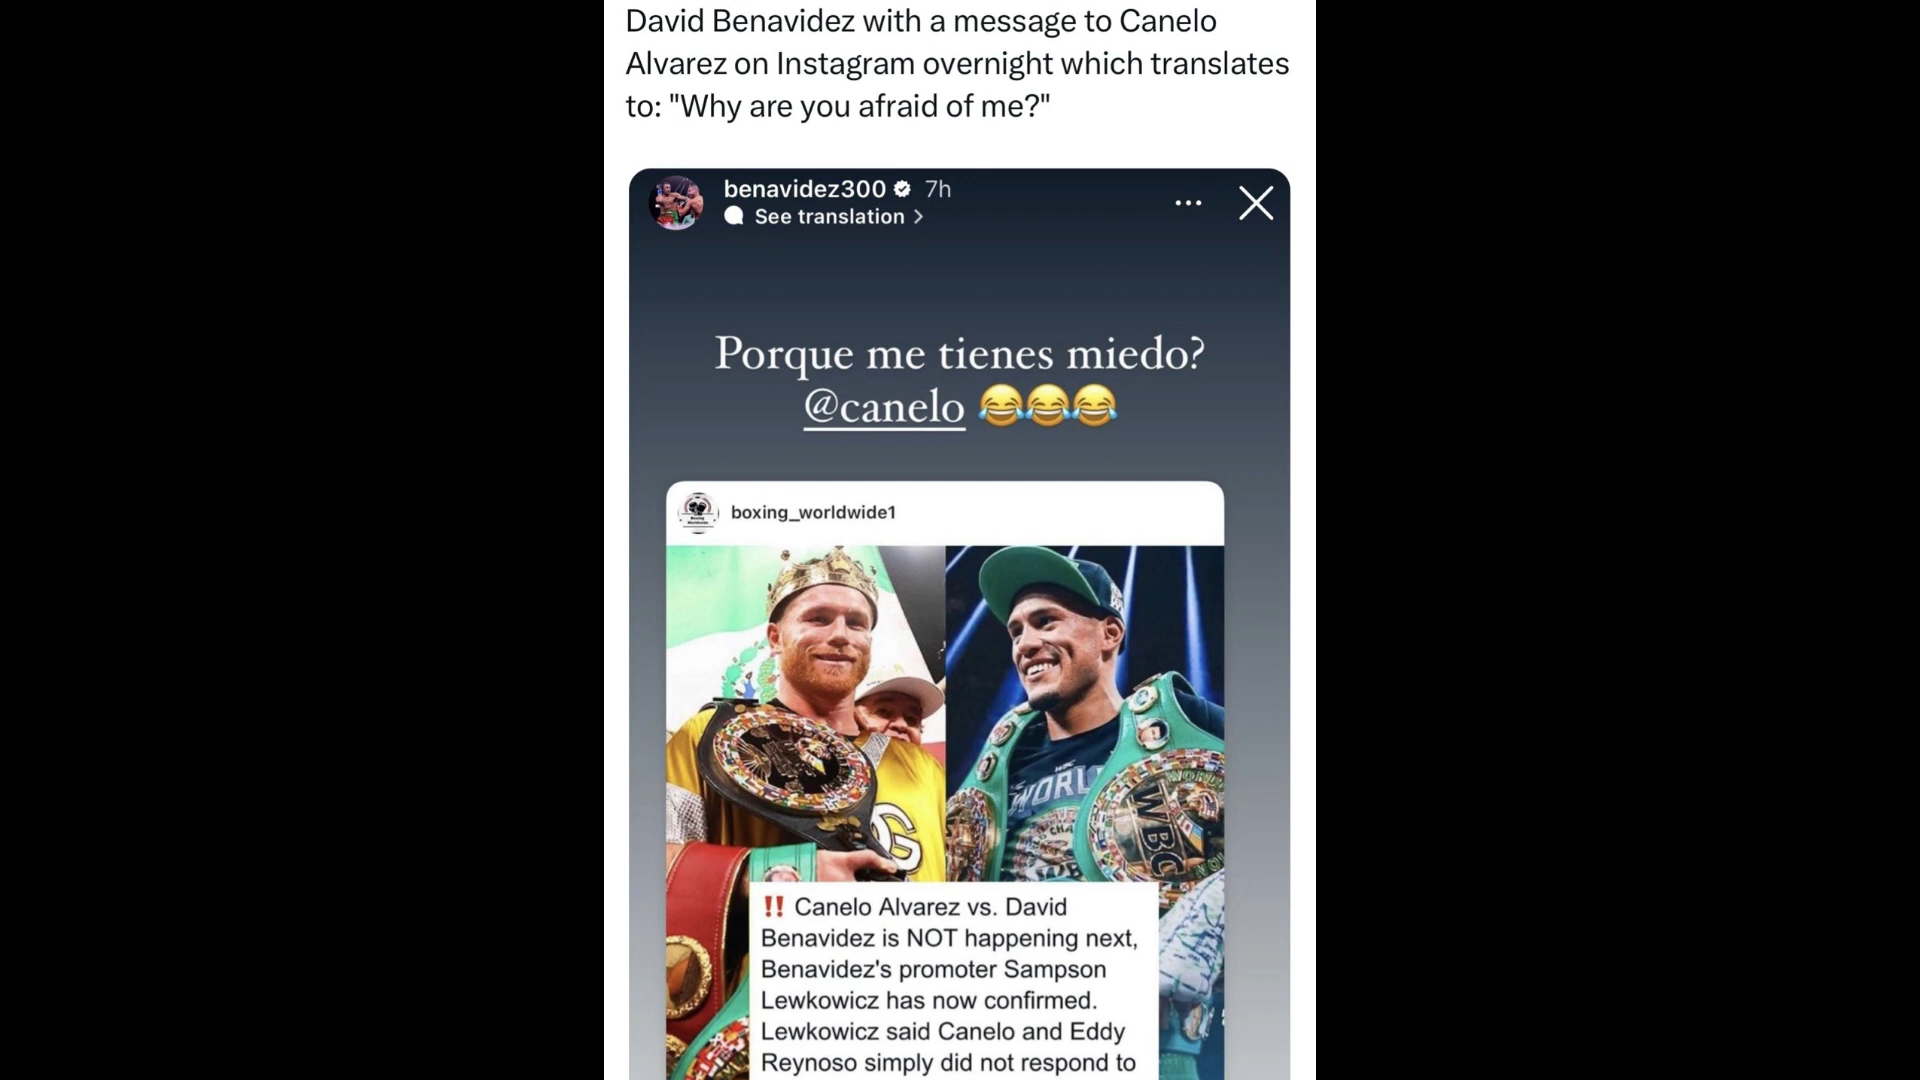 David Benavidez with a message to Canelo
Alvarez on Instagram overnight which translates
to: "Why are you afraid of me?"
benavidez300 7h
See translation >
Porque me tienes miedo?
@canelo 😂😂😂
boxing_worldwide1
WORL
WBC
‼️ Canelo Alvarez vs. David
Benavidez is NOT happening next,
Benavidez's promoter Sampson
Lewkowicz has now confirmed.
Lewkowicz said Canelo and Eddy
Reynoso simply did not respond to